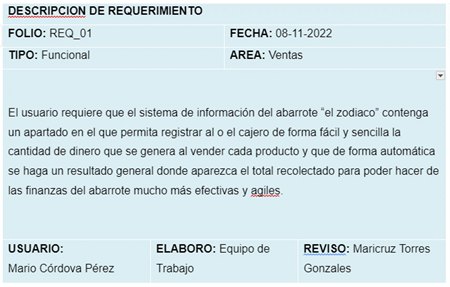 DESCRIPCION DE REQUERIMIENTO
FOLIO: REQ_01 FECHA: 08-11-2022
TIPO: Funcional AREA: Ventas
El usuario requiere que el sistema de información del abarrote “el zodiaco” contenga
un apartado en el que permita registrar al o el cajero de forma fácil y sencilla la
cantidad de dinero que se genera al vender cada producto y que de forma automática
se haga un resultado general donde aparezca el total recolectado para poder hacer de
las finanzas del abarrote mucho más efectivas y agiles.
USUARIO:
Mario Córdova Pérez
ELABORO: Equipo de
Trabajo
REVISO: Maricruz Torres
Gonzales